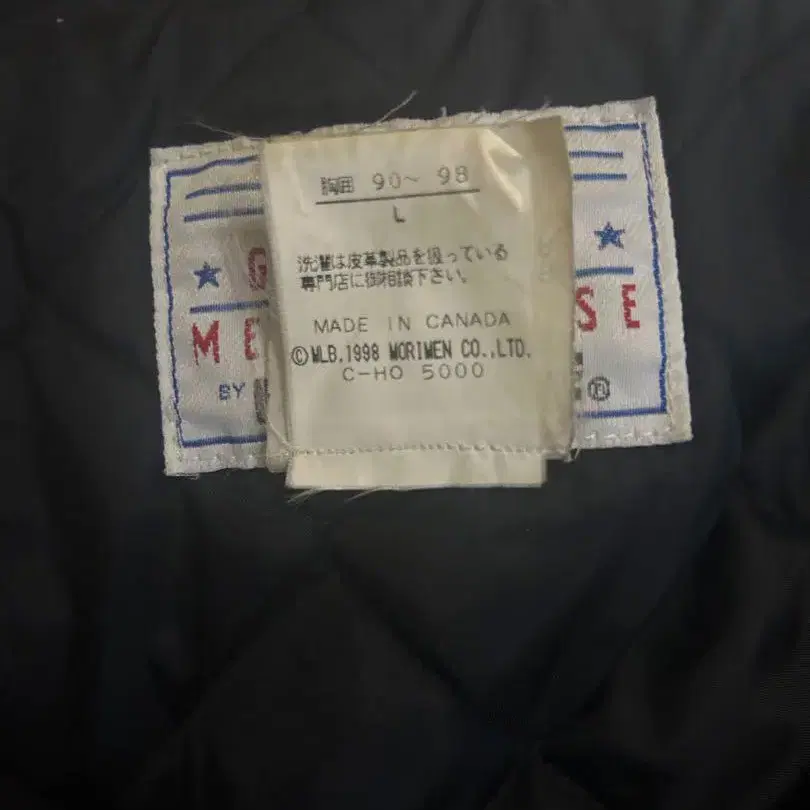 胸囲 90～ 98
L
洗濯は皮革製品を扱っている
専門店に御相談下さい。
MADE IN CANADA
©MLB.1998 MORIMEN CO.,LTD.
C-HO 5000
BY
®